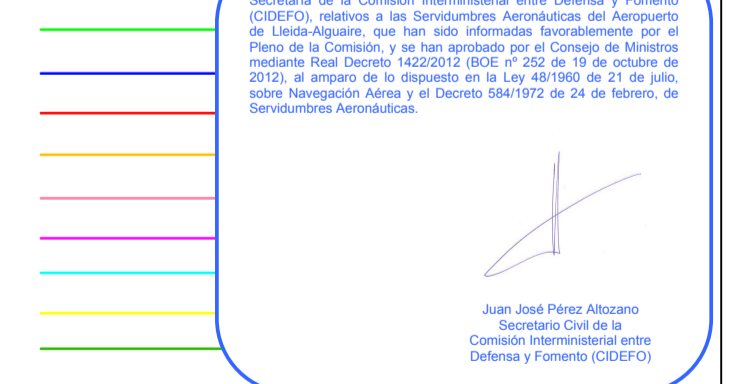 Secretaría de la Comisión Interministerial entre Defensa y Fomento
(CIDEFO), relativos a las Servidumbres Aeronáuticas del Aeropuerto
de Lleida-Alguaire, que han sido informadas favorablemente por el
Pleno de la Comisión, y se han aprobado por el Consejo de Ministros
mediante Real Decreto 1422/2012 (BOE nº 252 de 19 de octubre de
2012), al amparo de lo dispuesto en la Ley 48/1960 de 21 de julio,
sobre Navegación Aérea y el Decreto 584/1972 de 24 de febrero, de
Servidumbres Aeronáuticas.
Juan José Pérez Altozano
Secretario Civil de la
Comisión Interministerial entre
Defensa y Fomento (CIDEFO)